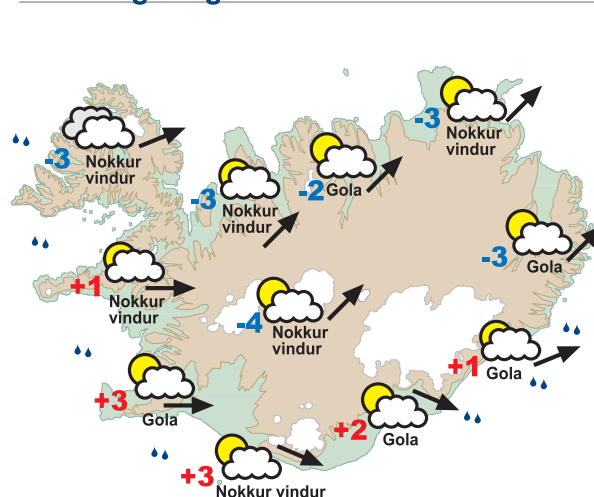 -3
Nokkur
vindur
-3
Nokkur
vindur
-2
Gola
-3
Nokkur
vindur
-3
Gola
+1
Nokkur
vindur
-4
Nokkur
vindur
+1
Gola
+3
Gola
+2
Gola
+3
Nokkur vindur